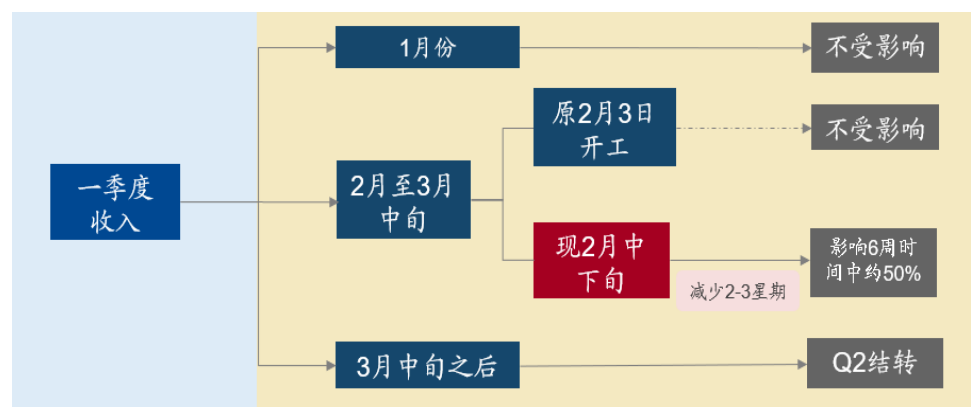 一季度
收入
1月份
不受影响
2月至3月
中旬
原2月3日
开工
不受影响
现2月中
下旬
减少2-3星期
影响6周时
间中约50%
3月中旬之后
Q2结转